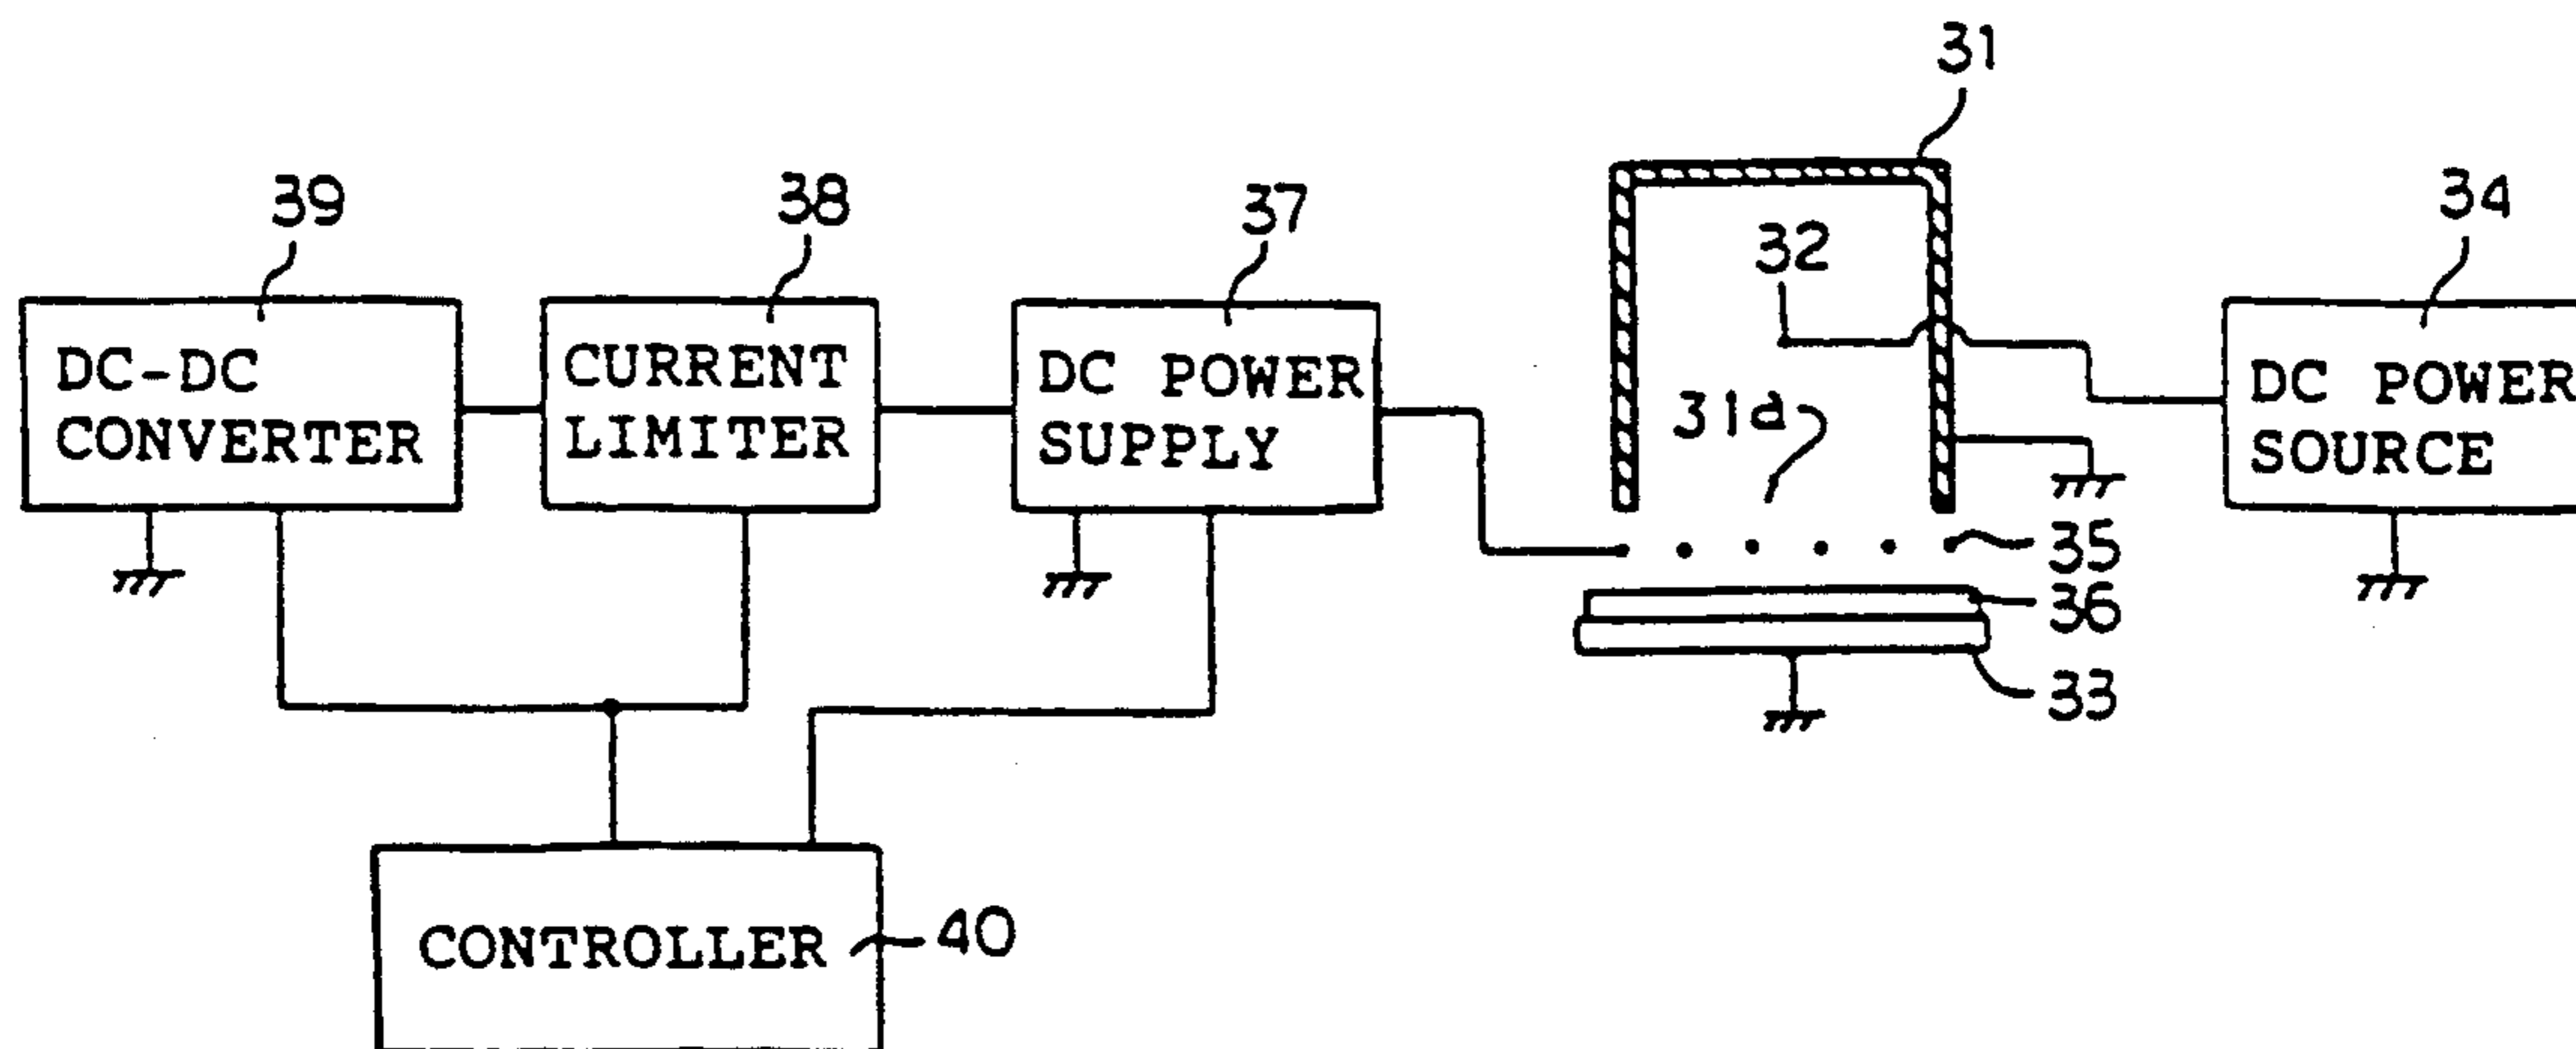 31
39
38
37
34
32
DC-DC
CONVERTER
CURRENT
LIMITER
DC POWER
SUPPLY
31a
DC POWER
SOURCE
35
36
33
CONTROLLER
40